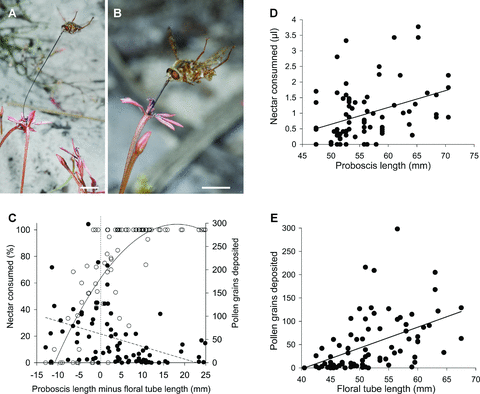 A
B
C
Nectar consumed (%)
100
80
60
40
20
0
300
250
200
150
100
50
0
Pollen grains deposited
-15 -10 -5 0 5 10 15 20 25
Proboscis length minus floral tube length (mm)
D
Nectar consumned (µl)
4
3.5
3
2.5
2
1.5
1
0.5
0
45 50 55 60 65 70 75
Proboscis length (mm)
E
Pollen grains deposited
350
300
250
200
150
100
50
0
40 45 50 55 60 65 70
Floral tube length (mm)